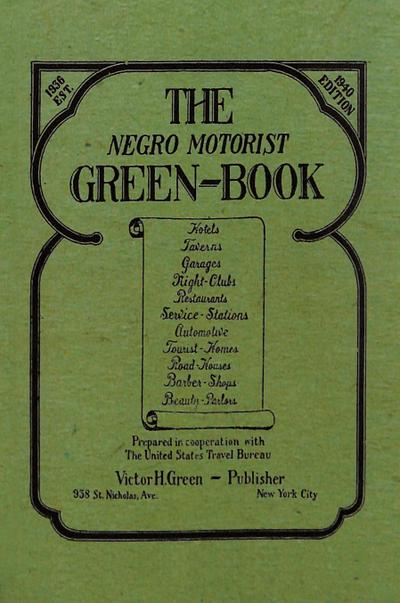 1936
EST.
1940
EDITION
THE
NEGRO MOTORIST
GREEN-BOOK
Hotels
Taverns
Garages
Night-Clubs
Restaurants
Service-Stations
Automotive
Tourist-Homes
Road-Houses
Barber-Shops
Beauty-Parlors
Prepared in cooperation with
The United States Travel Bureau
Victor H. Green - Publisher
938 St. Nicholas, Ave. New York City